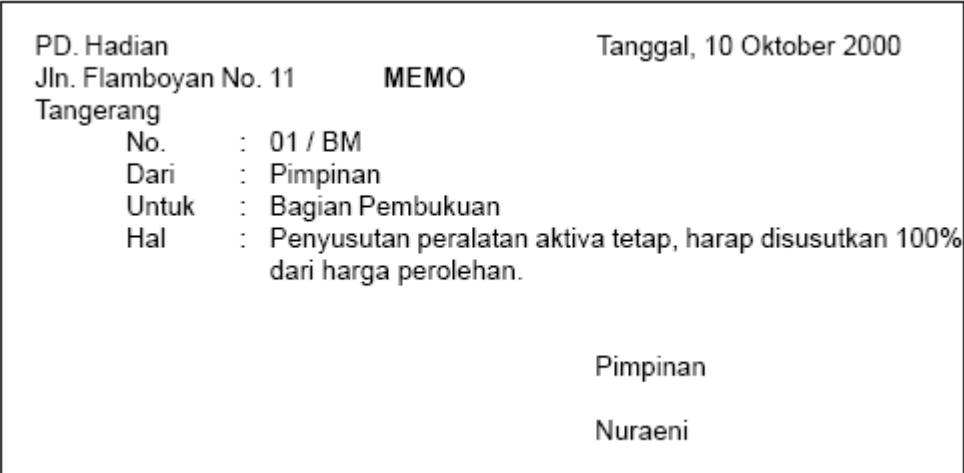 PD. Hadian Tanggal, 10 Oktober 2000
Jln. Flamboyan No. 11 MEMO
Tangerang
No. : 01 / BM
Dari : Pimpinan
Untuk : Bagian Pembukuan
Hal : Penyusutan peralatan aktiva tetap, harap disusutkan 100%
dari harga perolehan.
Pimpinan
Nuraeni